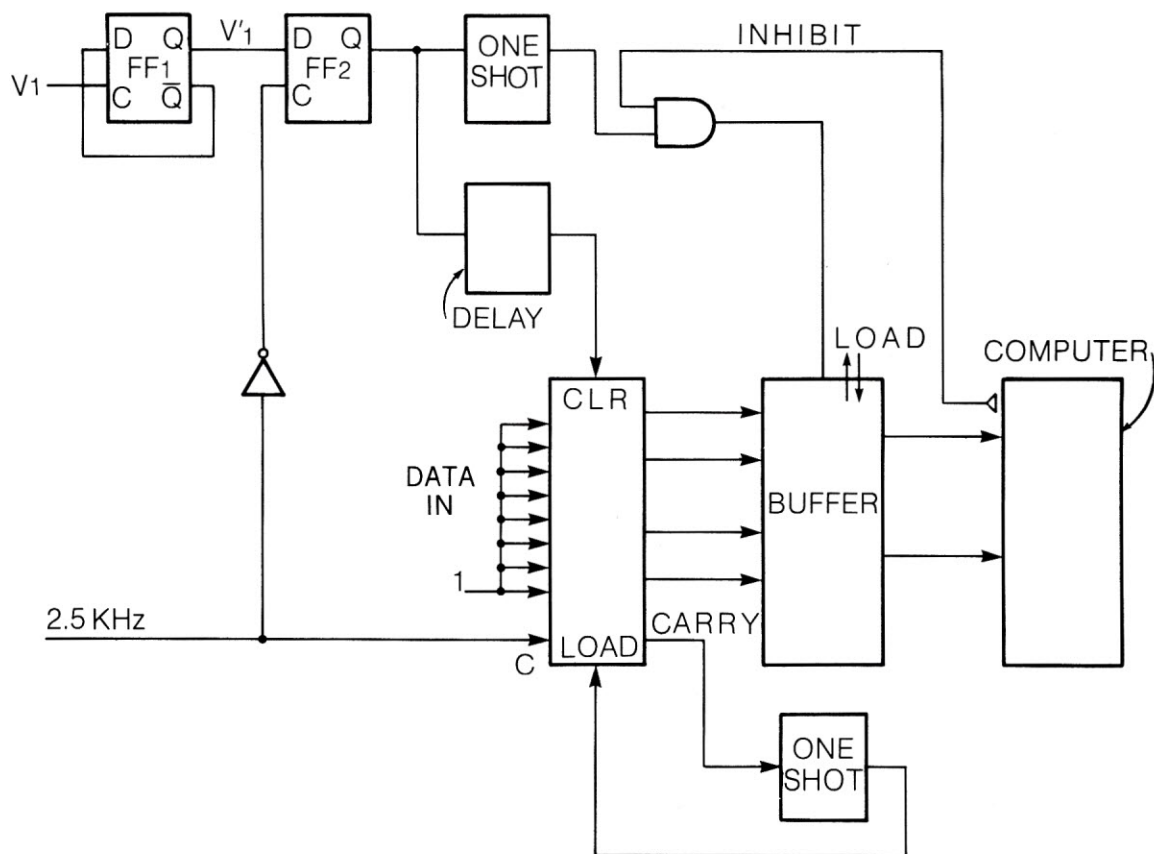 D Q
FF1
C Q̅
V1
V'1
D Q
FF2
C
ONE
SHOT
INHIBIT
DELAY
LOAD
COMPUTER
CLR
DATA
IN
1
BUFFER
2.5 KHz
C
LOAD
CARRY
ONE
SHOT